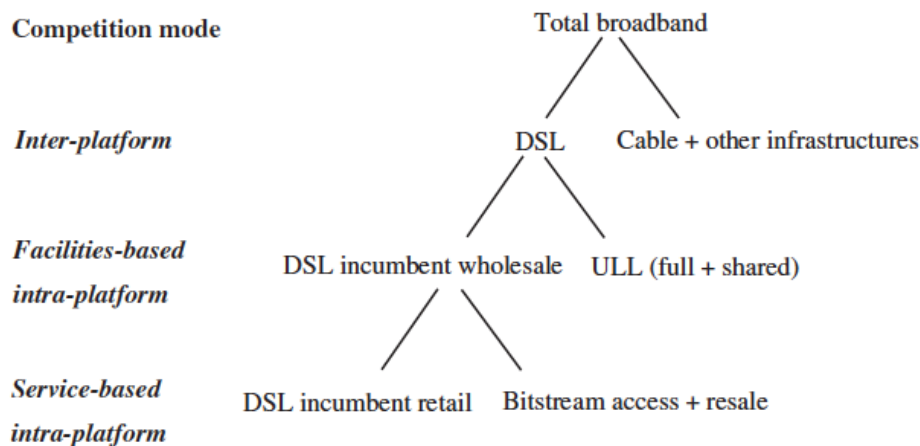 Competition mode
Total broadband
Inter-platform
DSL
Cable + other infrastructures
Facilities-based
intra-platform
DSL incumbent wholesale
ULL (full + shared)
Service-based
intra-platform
DSL incumbent retail
Bitstream access + resale